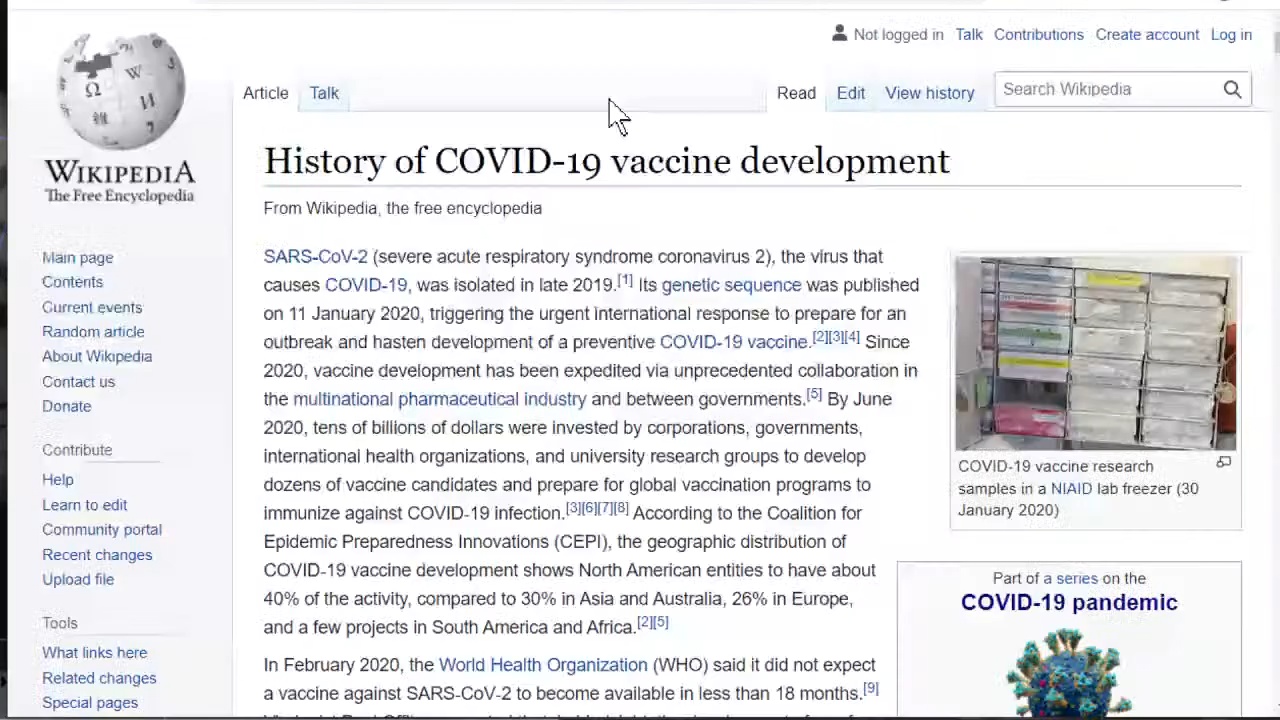 Not logged in Talk Contributions Create account Log in
Article Talk Read Edit View history Search Wikipedia
WIKIPEDIA
The Free Encyclopedia
Main page
Contents
Current events
Random article
About Wikipedia
Contact us
Donate
Contribute
Help
Learn to edit
Community portal
Recent changes
Upload file
Tools
What links here
Related changes
Special pages
History of COVID-19 vaccine development
From Wikipedia, the free encyclopedia
SARS-CoV-2 (severe acute respiratory syndrome coronavirus 2), the virus that
causes COVID-19, was isolated in late 2019.[1] Its genetic sequence was published
on 11 January 2020, triggering the urgent international response to prepare for an
outbreak and hasten development of a preventive COVID-19 vaccine.[2][3][4] Since
2020, vaccine development has been expedited via unprecedented collaboration in
the multinational pharmaceutical industry and between governments.[5] By June
2020, tens of billions of dollars were invested by corporations, governments,
international health organizations, and university research groups to develop
dozens of vaccine candidates and prepare for global vaccination programs to
immunize against COVID-19 infection.[3][6][7][8] According to the Coalition for
Epidemic Preparedness Innovations (CEPI), the geographic distribution of
COVID-19 vaccine development shows North American entities to have about
40% of the activity, compared to 30% in Asia and Australia, 26% in Europe,
and a few projects in South America and Africa.[2][5]
In February 2020, the World Health Organization (WHO) said it did not expect
a vaccine against SARS-CoV-2 to become available in less than 18 months.[9]
COVID-19 vaccine research
samples in a NIAID lab freezer (30
January 2020)
Part of a series on the
COVID-19 pandemic